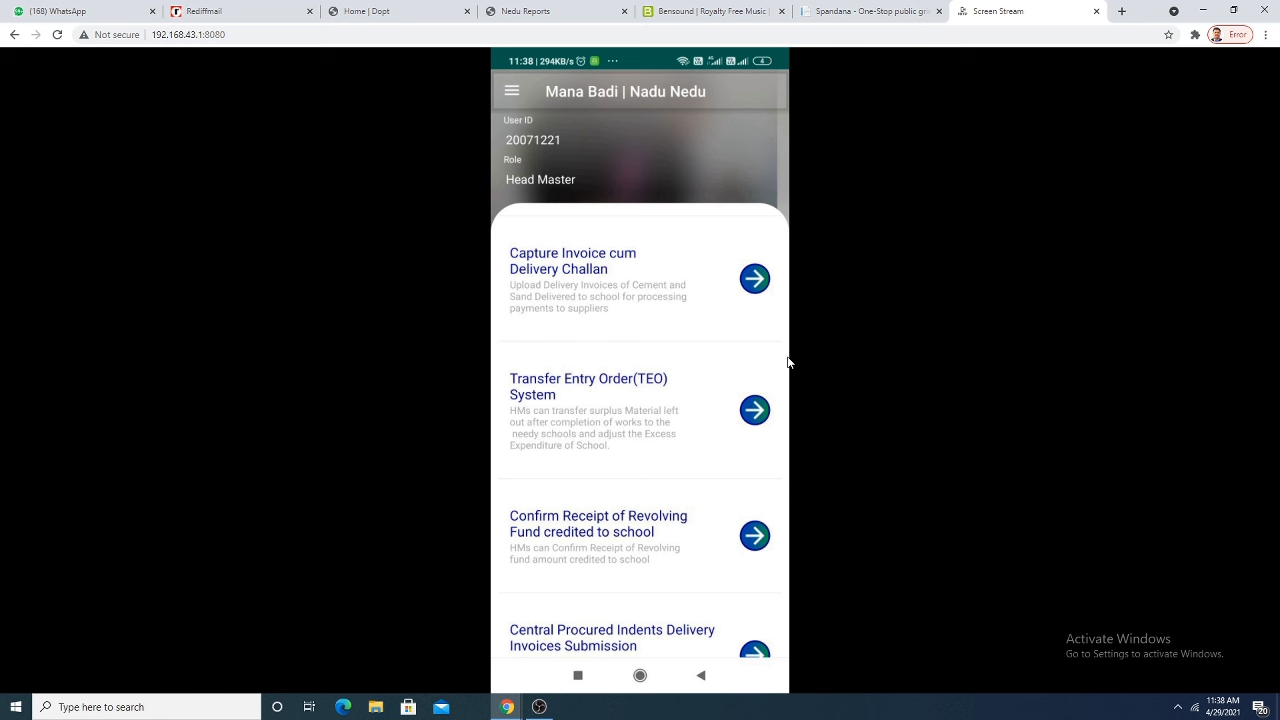 (168) WhatsApp
Rediffmail
Home | Dopt
Nedu Reports
Bensound | Royalty Free Music |
Spandana - One-Stop public gr
Screen Stream
Not secure | 192.168.43.1:8080
Error
11:38 | 294KB/s
4
Mana Badi | Nadu Nedu
User ID
20071221
Role
Head Master
Capture Invoice cum
Delivery Challan
Upload Delivery Invoices of Cement and
Sand Delivered to school for processing
payments to suppliers
Transfer Entry Order(TEO)
System
HMs can transfer surplus Material left
out after completion of works to the
needy schools and adjust the Excess
Expenditure of School.
Confirm Receipt of Revolving
Fund credited to school
HMs can Confirm Receipt of Revolving
fund amount credited to school
Central Procured Indents Delivery
Invoices Submission
Activate Windows
Go to Settings to activate Windows.
Type here to search
11:38 AM
4/29/2021
20